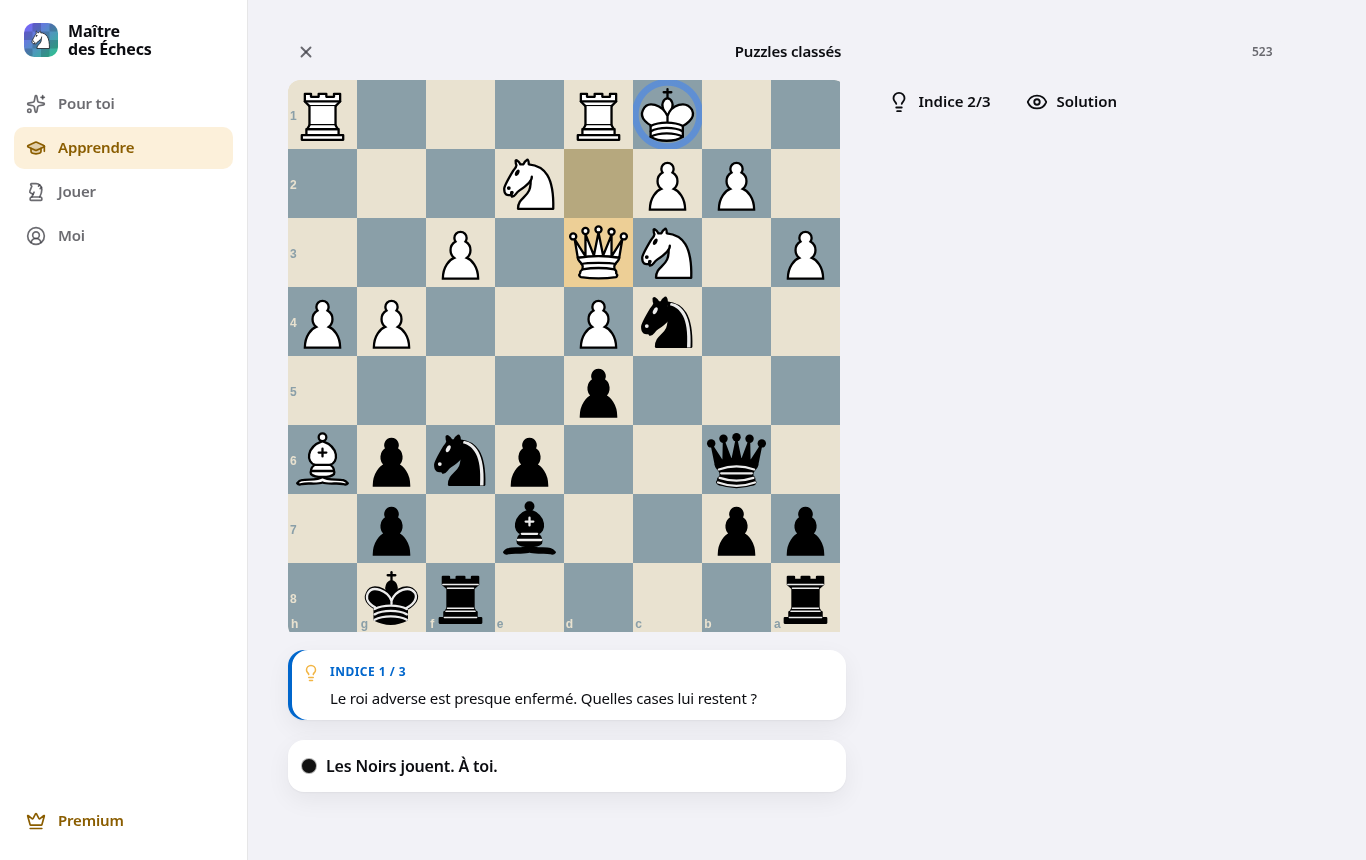 Maître
des Échecs
Pour toi
Apprendre
Jouer
Moi
Premium
Puzzles classés
523
1
2
3
4
5
6
7
8
h g f e d c b a
Indice 2/3
Solution
INDICE 1 / 3
Le roi adverse est presque enfermé. Quelles cases lui restent ?
Les Noirs jouent. À toi.